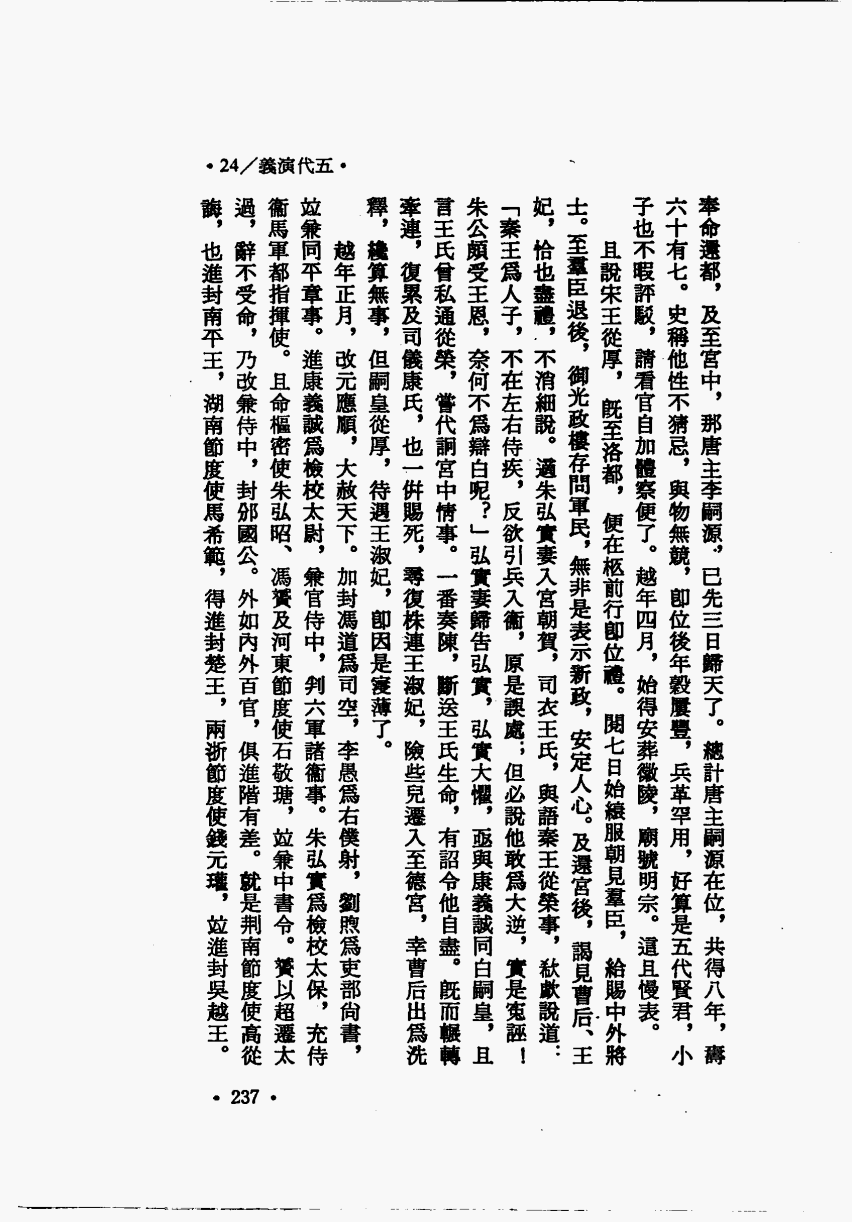 •24／義演代五•
奉命還都，及至宮中，那唐主李嗣源，已先三日歸天了。總計唐主嗣源在位，共得八年，壽
六十有七。史稱他性不猜忌，與物無競，卽位後年穀屢豐，兵革罕用，好算是五代賢君，小
子也不暇評駁，請看官自加體察便了。越年四月，始得安葬徽陵，廟號明宗。這且慢表。
且說宋王從厚，旣至洛都，便在柩前行卽位禮。閱七日始縗服朝見羣臣，給賜中外將
士。至羣臣退後，御光政樓存問軍民，無非是表示新政，安定人心。及還宮後，謁見曹后、王
妃，恰也盡禮，不消細說。適朱弘實妻入宮朝賀，司衣王氏，與語秦王從榮事，欷歔說道：
「秦王爲人子，不在左右侍疾，反欲引兵入衞，原是誤處；但必說他敢爲大逆，實是寃誣！
朱公頗受王恩，奈何不爲辯白呢？」弘實妻歸告弘實，弘實大懼，亟與康義誠同白嗣皇，且
言王氏曾私通從榮，嘗代詗宮中情事。一番奏陳，斷送王氏生命，有詔令他自盡。旣而輾轉
牽連，復累及司儀康氏，也一倂賜死，尋復株連王淑妃，險些兒遷入至德宮，幸曹后出爲洗
釋，纔算無事，但嗣皇從厚，待遇王淑妃，卽因是寖薄了。
越年正月，改元應順，大赦天下。加封馮道爲司空，李愚爲右僕射，劉煦爲吏部尙書，
竝兼同平章事。進康義誠爲檢校太尉，兼官侍中，判六軍諸衞事。朱弘實爲檢校太保，充侍
衞馬軍都指揮使。且命樞密使朱弘昭、馮贇及河東節度使石敬瑭，竝兼中書令。贇以超遷太
過，辭不受命，乃改兼侍中，封邠國公。外如內外百官，俱進階有差。就是荆南節度使高從
誨，也進封南平王，湖南節度使馬希範，得進封楚王，兩浙節度使錢元瓘，竝進封吳越王。
•237•